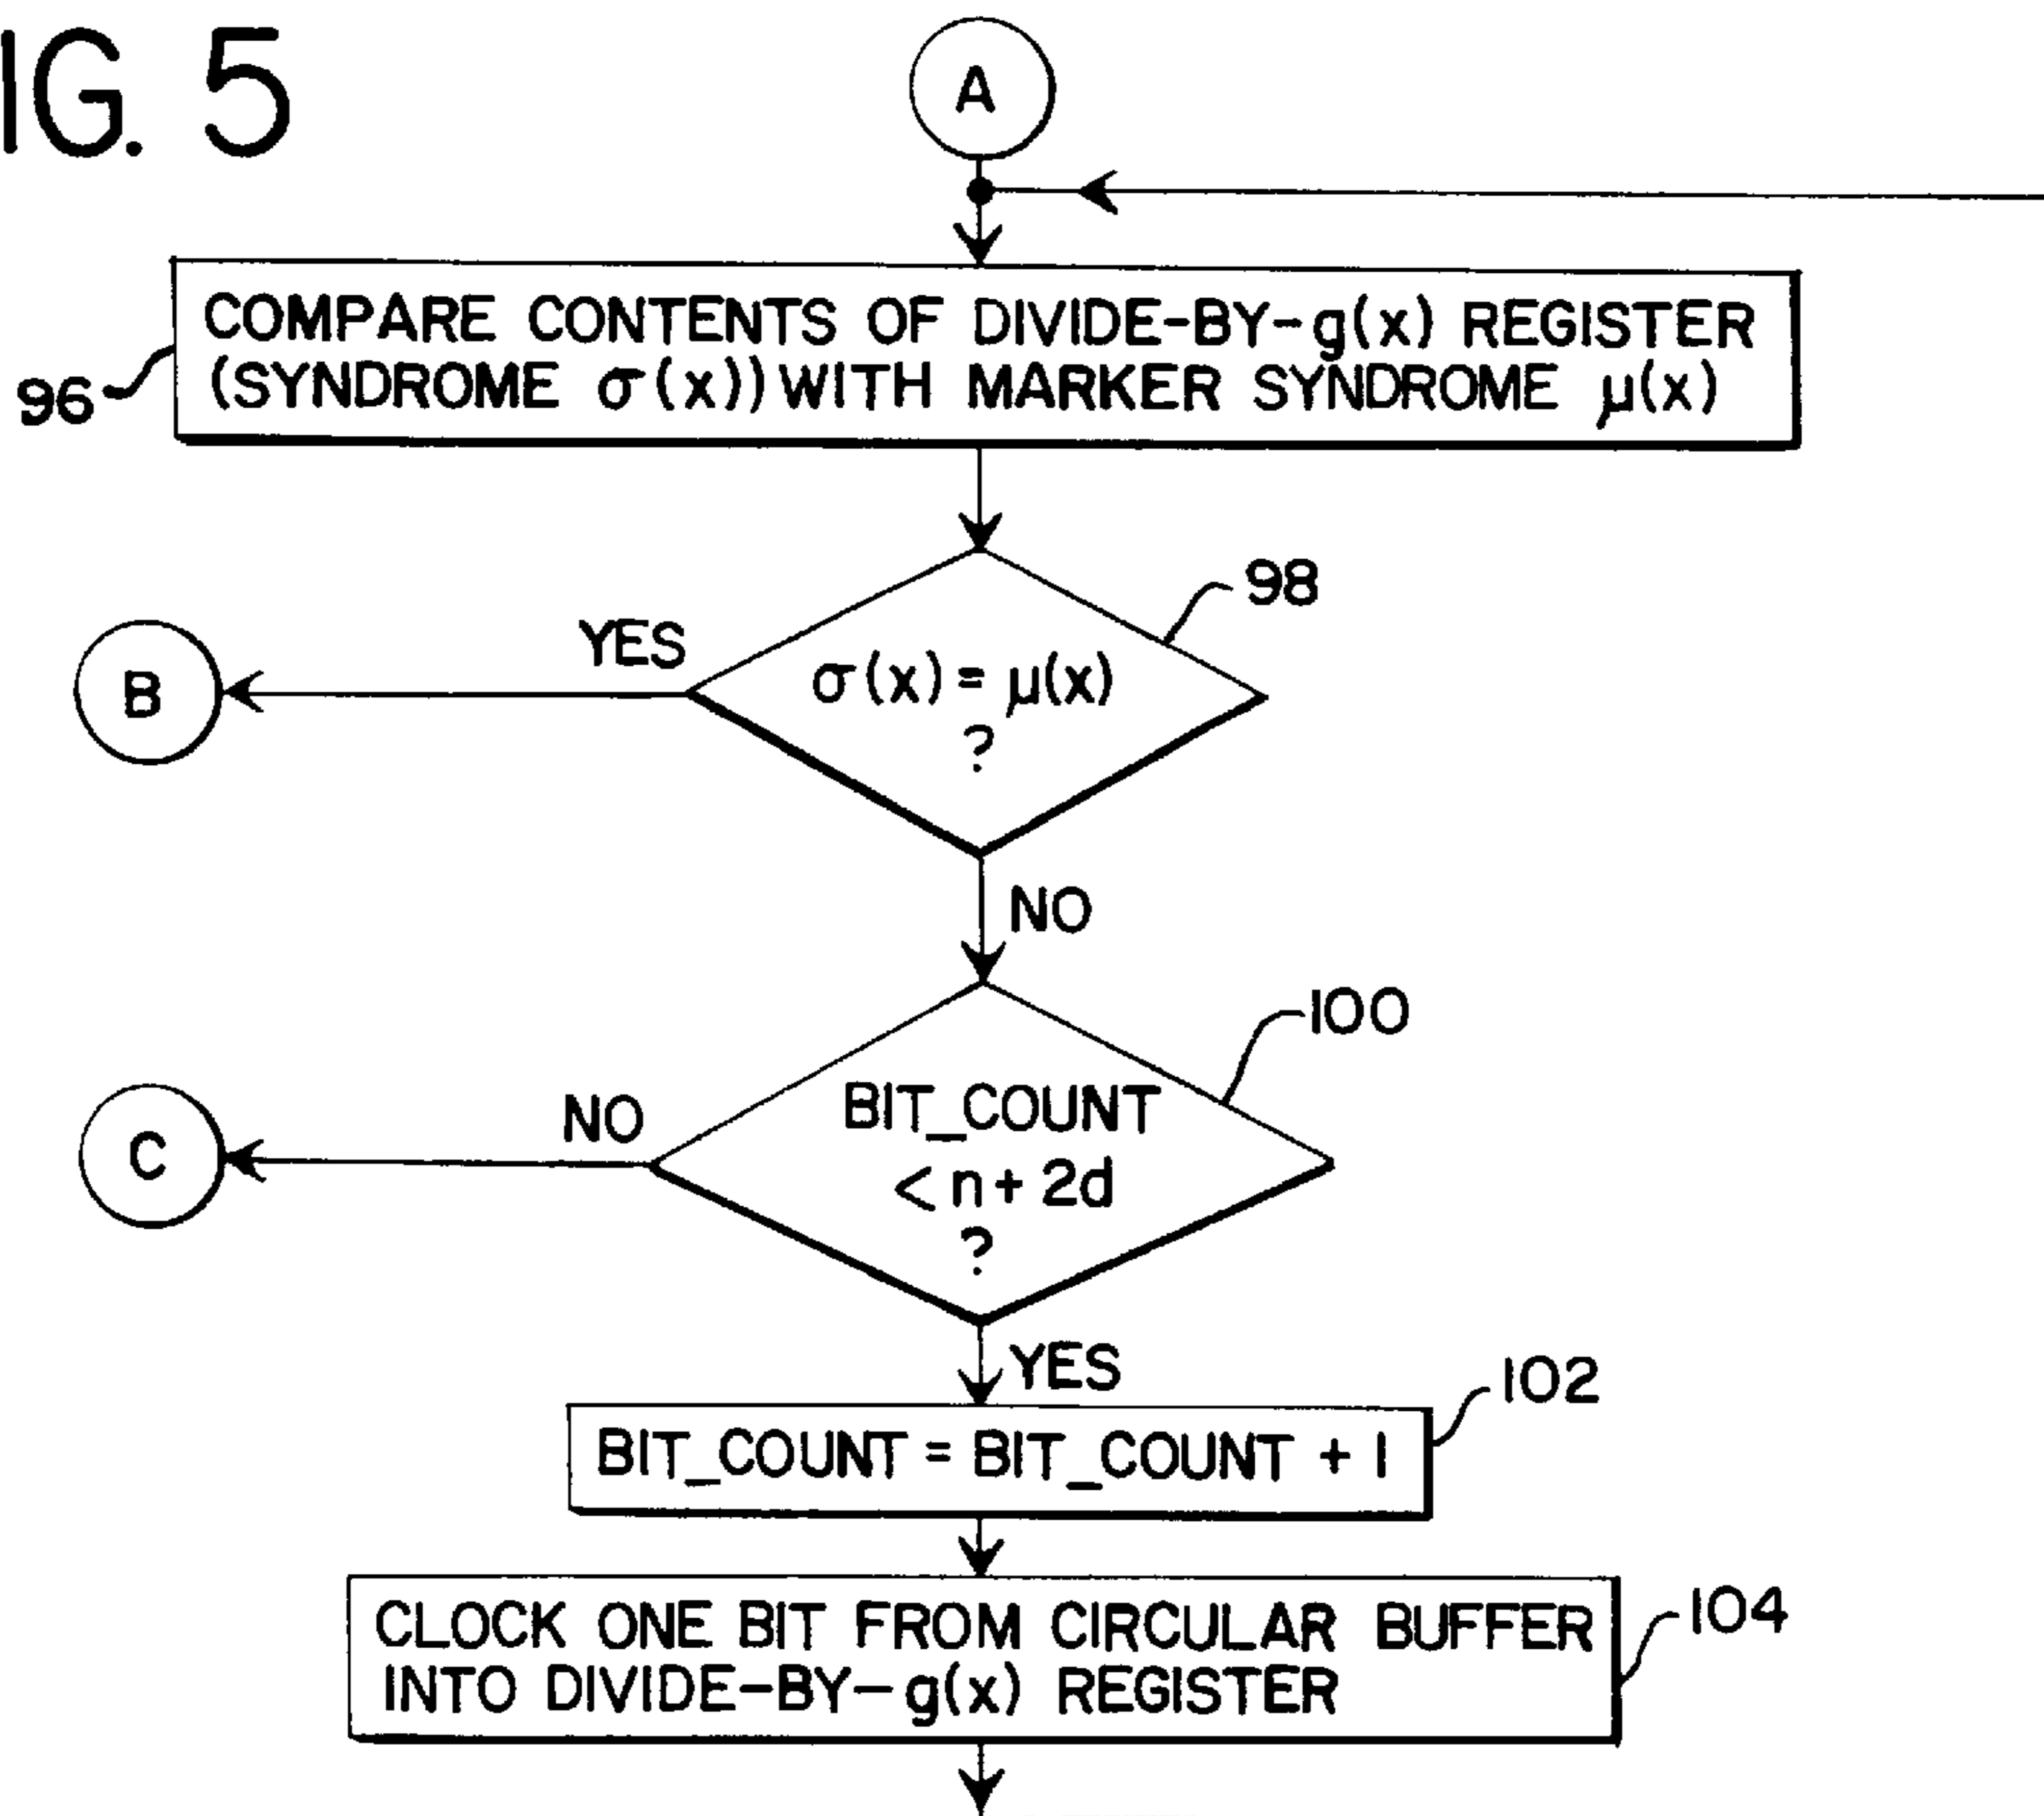 IG. 5
A
COMPARE CONTENTS OF DIVIDE-BY-g(x) REGISTER
(SYNDROME σ(x)) WITH MARKER SYNDROME μ(x)
96
98
YES
σ(x) = μ(x)
?
B
NO
100
BIT_COUNT
< n + 2d
?
NO
C
YES
102
BIT_COUNT = BIT_COUNT + 1
CLOCK ONE BIT FROM CIRCULAR BUFFER
INTO DIVIDE-BY-g(x) REGISTER
104